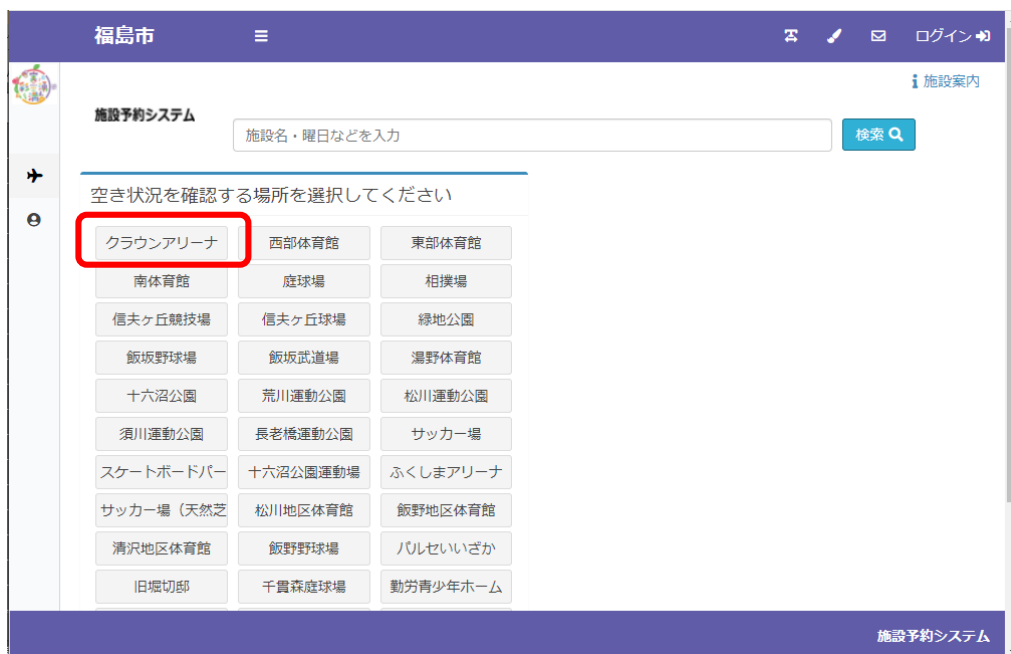 福島市
ログイン
施設案内
施設予約システム
施設名・曜日などを入力
検索
空き状況を確認する場所を選択してください
クラウンアリーナ 西部体育館 東部体育館
南体育館 庭球場 相撲場
信夫ヶ丘競技場 信夫ヶ丘球場 緑地公園
飯坂野球場 飯坂武道場 湯野体育館
十六沼公園 荒川運動公園 松川運動公園
須川運動公園 長老橋運動公園 サッカー場
スケートボードパー 十六沼公園運動場 ふくしまアリーナ
サッカー場（天然芝 松川地区体育館 飯野地区体育館
清沢地区体育館 飯野野球場 パルセいいざか
旧堀切邸 千貫森庭球場 勤労青少年ホーム
施設予約システム